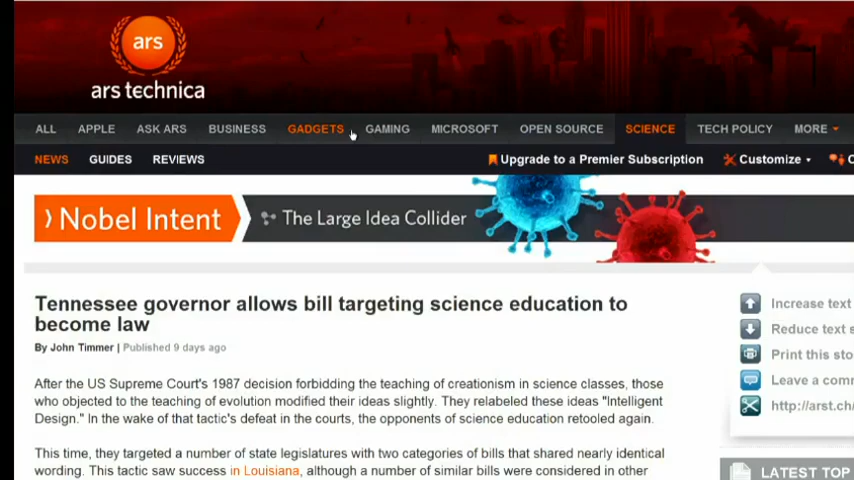 ars
ars technica
ALL APPLE ASK ARS BUSINESS GADGETS GAMING MICROSOFT OPEN SOURCE SCIENCE TECH POLICY MORE
NEWS GUIDES REVIEWS Upgrade to a Premier Subscription Customize
Nobel Intent The Large Idea Collider
Tennessee governor allows bill targeting science education to
become law
By John Timmer | Published 9 days ago
After the US Supreme Court's 1987 decision forbidding the teaching of creationism in science classes, those
who objected to the teaching of evolution modified their ideas slightly. They relabeled these ideas "Intelligent
Design." In the wake of that tactic's defeat in the courts, the opponents of science education retooled again.
This time, they targeted a number of state legislatures with two categories of bills that shared nearly identical
wording. This tactic saw success in Louisiana, although a number of similar bills were considered in other
Increase text
Reduce text s
Print this sto
Leave a comm
http://arst.ch/
LATEST TOP